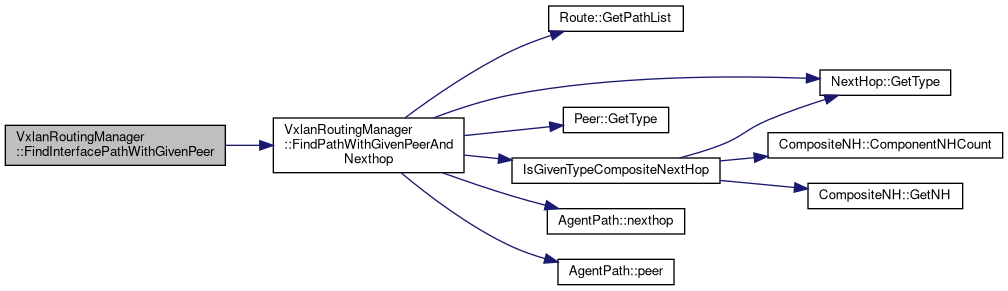 VxlanRoutingManager
::FindInterfacePathWithGivenPeer
VxlanRoutingManager
::FindPathWithGivenPeerAnd
Nexthop
Route::GetPathList
NextHop::GetType
Peer::GetType
IsGivenTypeCompositeNextHop
CompositeNH::ComponentNHCount
CompositeNH::GetNH
AgentPath::nexthop
AgentPath::peer